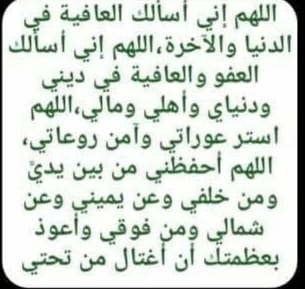 اللهم إني أسألك العافية في
الدنيا والآخرة،اللهم إني أسألك
العفو والعافية في ديني
ودنياي وأهلي ومالي،اللهم
استر عوراتي وآمن روعاتي،
اللهم أحفظني من بين يديَّ
ومن خلفي وعن يميني وعن
شمالي ومن فوقي وأعوذ
بعظمتك أن أغتال من تحتي